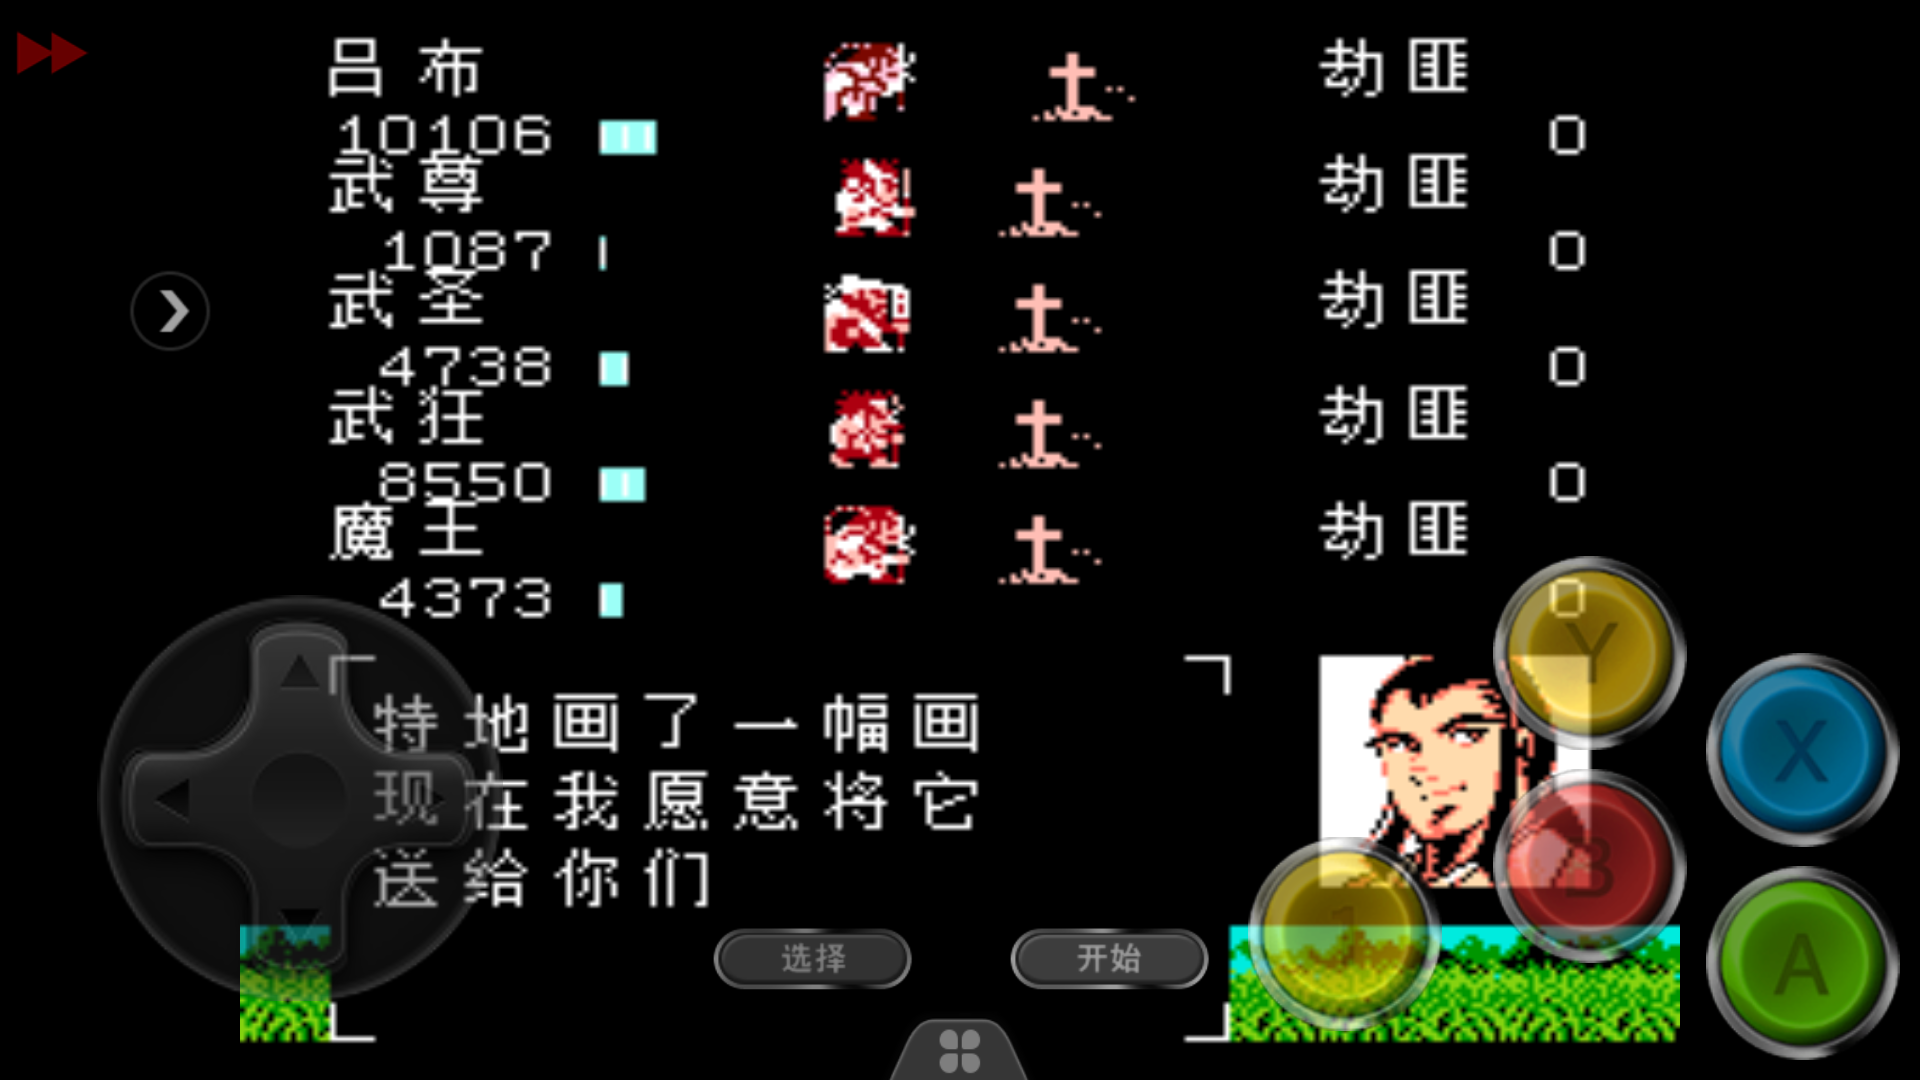 吕布
劫匪
10106
0
武尊
劫匪
1087
0
武圣
劫匪
4738
0
武狂
劫匪
8550
0
魔王
劫匪
4373
0
特地画了一幅画
现在我愿意将它
送给你们
Y
X
B
1
A
选择
开始